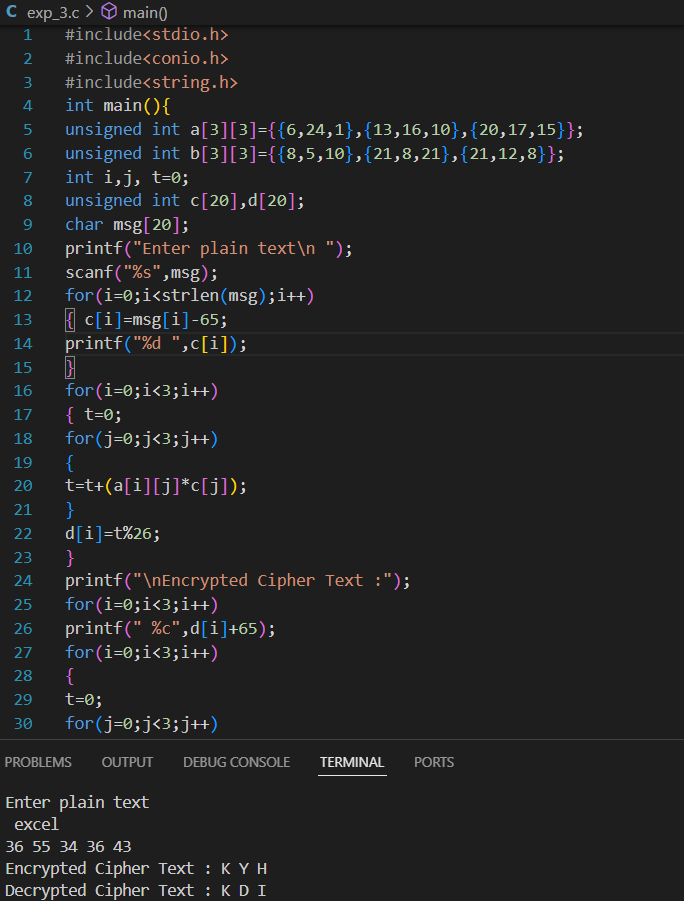 C exp_3.c > main()
1 #include<stdio.h>
2 #include<conio.h>
3 #include<string.h>
4 int main(){
5 unsigned int a[3][3]={{6,24,1},{13,16,10},{20,17,15}};
6 unsigned int b[3][3]={{8,5,10},{21,8,21},{21,12,8}};
7 int i,j, t=0;
8 unsigned int c[20],d[20];
9 char msg[20];
10 printf("Enter plain text\n ");
11 scanf("%s",msg);
12 for(i=0;i<strlen(msg);i++)
13 { c[i]=msg[i]-65;
14 printf("%d ",c[i]);
15 }
16 for(i=0;i<3;i++)
17 { t=0;
18 for(j=0;j<3;j++)
19 {
20 t=t+(a[i][j]*c[j]);
21 }
22 d[i]=t%26;
23 }
24 printf("\nEncrypted Cipher Text :");
25 for(i=0;i<3;i++)
26 printf(" %c",d[i]+65);
27 for(i=0;i<3;i++)
28 {
29 t=0;
30 for(j=0;j<3;j++)
PROBLEMS OUTPUT DEBUG CONSOLE TERMINAL PORTS
Enter plain text
 excel
36 55 34 36 43
Encrypted Cipher Text : K Y H
Decrypted Cipher Text : K D I